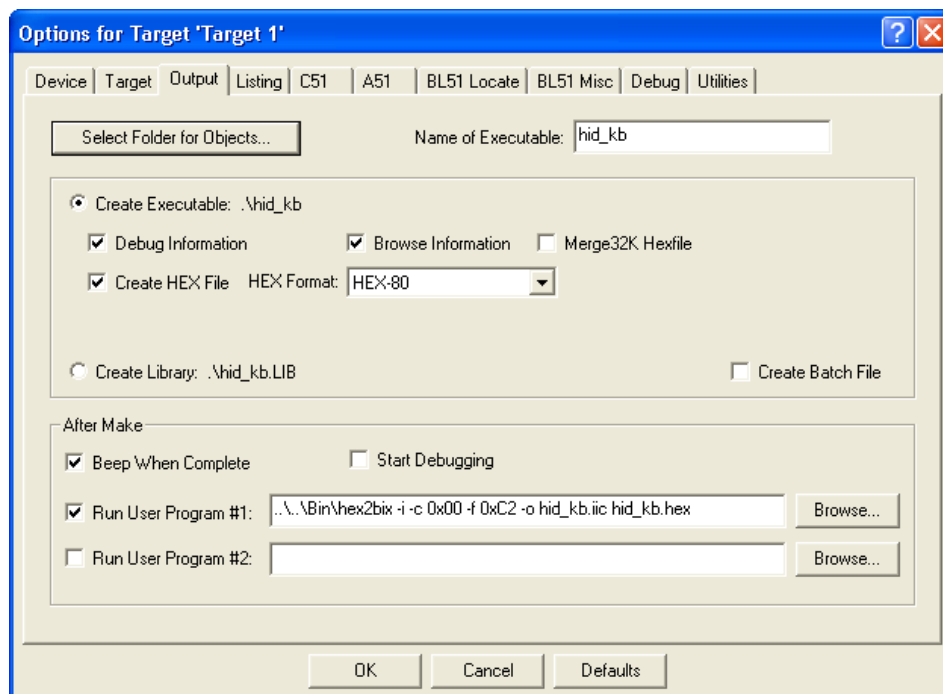 Options for Target 'Target 1'
?
Device Target Output Listing C51 A51 BL51 Locate BL51 Misc Debug Utilities
Select Folder for Objects... Name of Executable: hid_kb
Create Executable: .\hid_kb
Debug Information Browse Information Merge32K Hexfile
Create HEX File HEX Format: HEX-80
Create Library: .\hid_kb.LIB Create Batch File
After Make
Beep When Complete Start Debugging
Run User Program #1: ..\..\Bin\hex2bix -i -c 0x00 -f 0xC2 -o hid_kb.iic hid_kb.hex Browse...
Run User Program #2: Browse...
OK Cancel Defaults